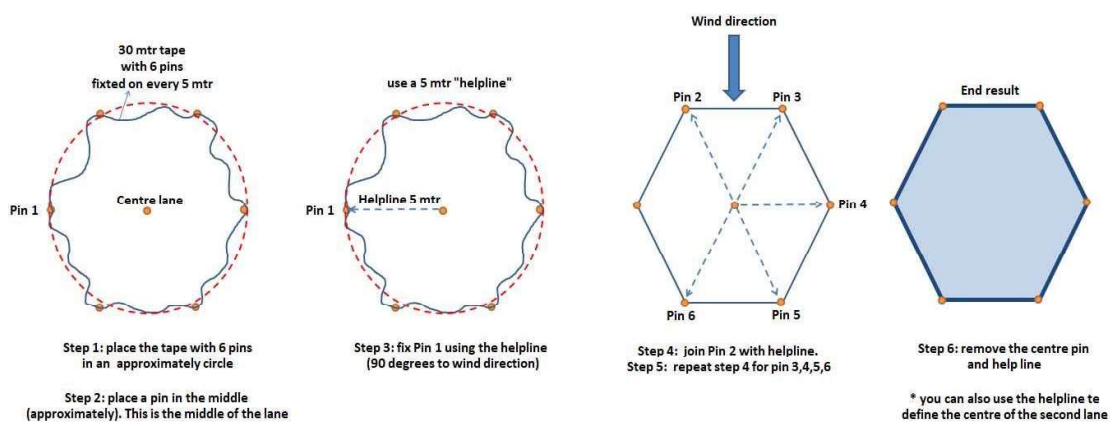 30 mtr tape
with 6 pins
fixted on every 5 mtr
Pin 1
Centre lane
Step 1: place the tape with 6 pins
in an approximately circle
Step 2: place a pin in the middle
(approximately). This is the middle of the lane
use a 5 mtr "helpline"
Pin 1
Helpline 5 mtr
Step 3: fix Pin 1 using the helpline
(90 degrees to wind direction)
Wind direction
Pin 2
Pin 3
Pin 4
Pin 6
Pin 5
Step 4: join Pin 2 with helpline.
Step 5: repeat step 4 for pin 3,4,5,6
End result
Step 6: remove the centre pin
and help line
* you can also use the helpline te
define the centre of the second lane